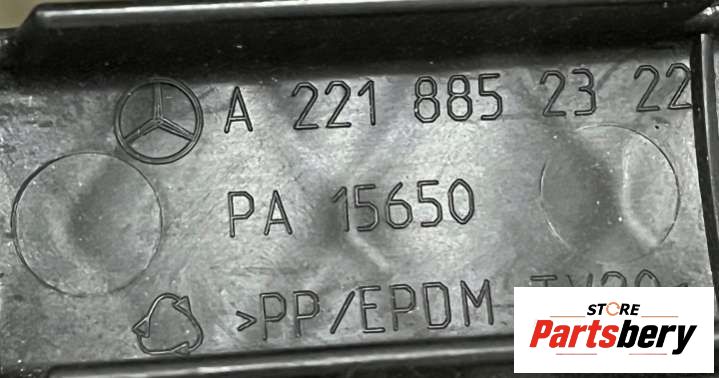 A 221 885 23 22
PA 15650
>PP/EPDM
STORE
Partsbery